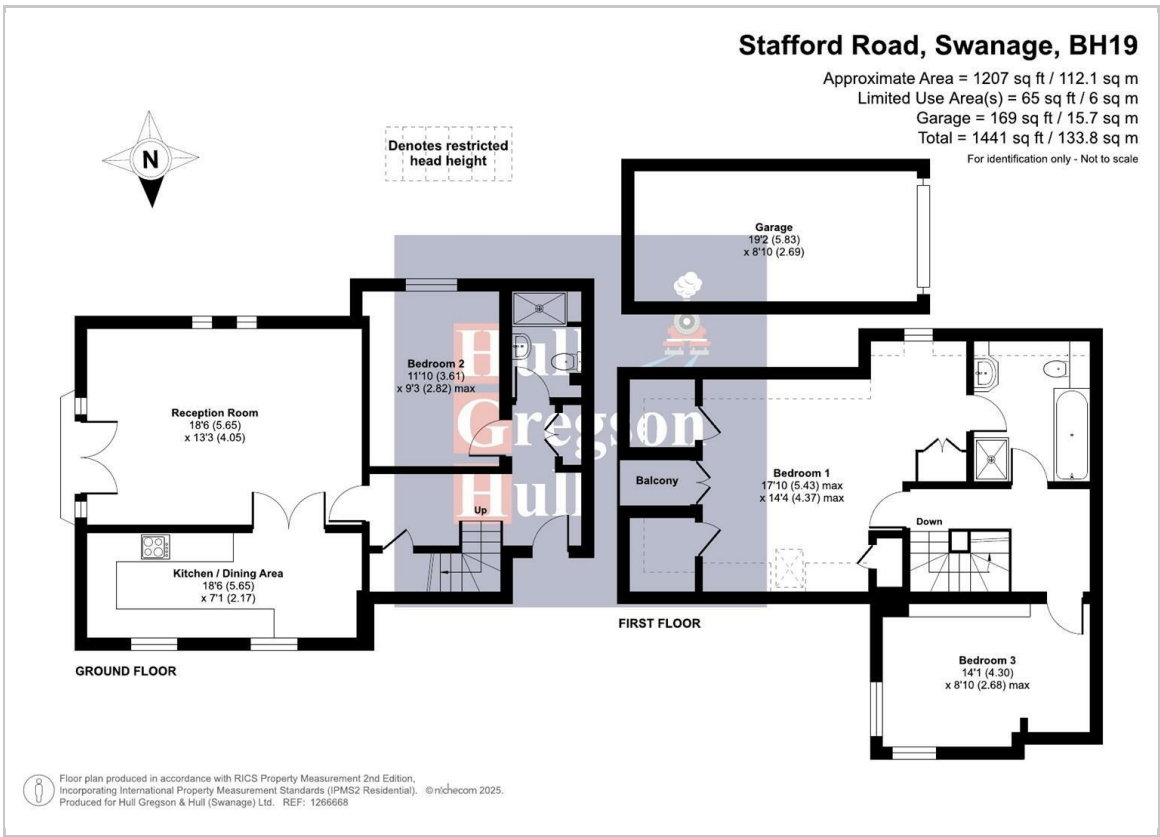 Stafford Road, Swanage, BH19
Approximate Area = 1207 sq ft / 112.1 sq m
Limited Use Area(s) = 65 sq ft / 6 sq m
Garage = 169 sq ft / 15.7 sq m
Total = 1441 sq ft / 133.8 sq m
For identification only - Not to scale
N
Denotes restricted
head height
Garage
19'2 (5.83)
x 8'10 (2.69)
Hull
Gregson
Hull
Bedroom 2
11'10 (3.61)
x 9'3 (2.82) max
Reception Room
18'6 (5.65)
x 13'3 (4.05)
Up
Kitchen / Dining Area
18'6 (5.65)
x 7'1 (2.17)
GROUND FLOOR
Balcony
Bedroom 1
17'10 (5.43) max
x 14'4 (4.37) max
Down
FIRST FLOOR
Bedroom 3
14'1 (4.30)
x 8'10 (2.68) max
Floor plan produced in accordance with RICS Property Measurement 2nd Edition,
Incorporating International Property Measurement Standards (IPMS2 Residential). ©nichecom 2025.
Produced for Hull Gregson & Hull (Swanage) Ltd. REF: 1266668